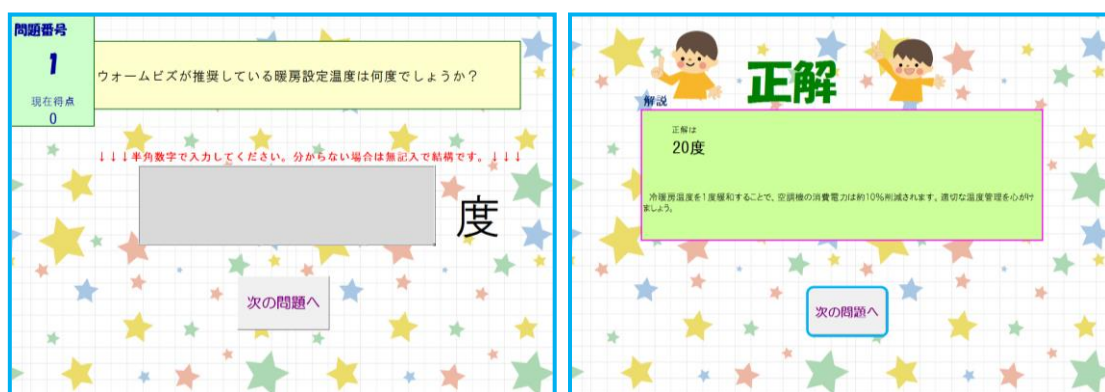 問題番号
1
現在得点
0
ウォームビズが推奨している暖房設定温度は何度でしょうか？
↓↓↓半角数字で入力してください。分からない場合は無記入で結構です。↓↓↓
度
次の問題へ
正解
解説
正解は
20度
冷暖房温度を1度緩和することで、空調機の消費電力は約10%削減されます。適切な温度管理を心がけ
ましょう。
次の問題へ